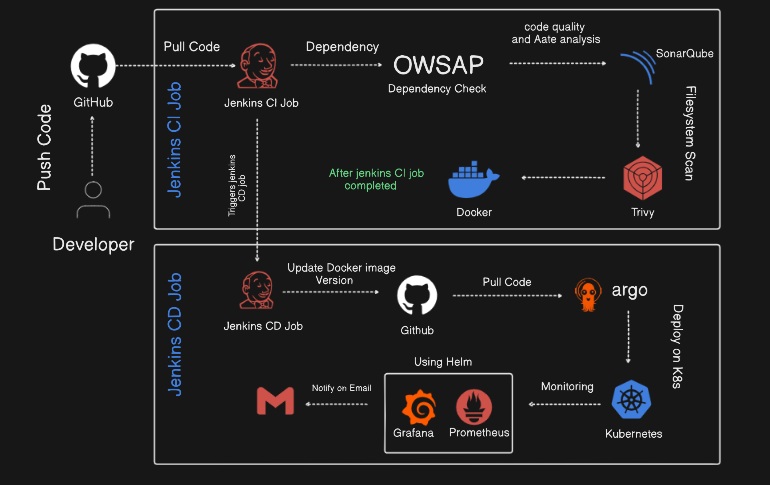 Push Code
GitHub
Developer
Pull Code
Jenkins CI Job
Jenkins CI Job
Dependency
OWSAP
Dependency Check
code quality
and Aate analysis
SonarQube
Filesystem Scan
Trivy
Docker
After jenkins CI job
completed
Triggers jenkins
CD job
Jenkins CD Job
Jenkins CD Job
Update Docker image
Version
Github
Pull Code
argo
Deploy on K8s
Kubernetes
Monitoring
Using Helm
Grafana
Prometheus
Notify on Email